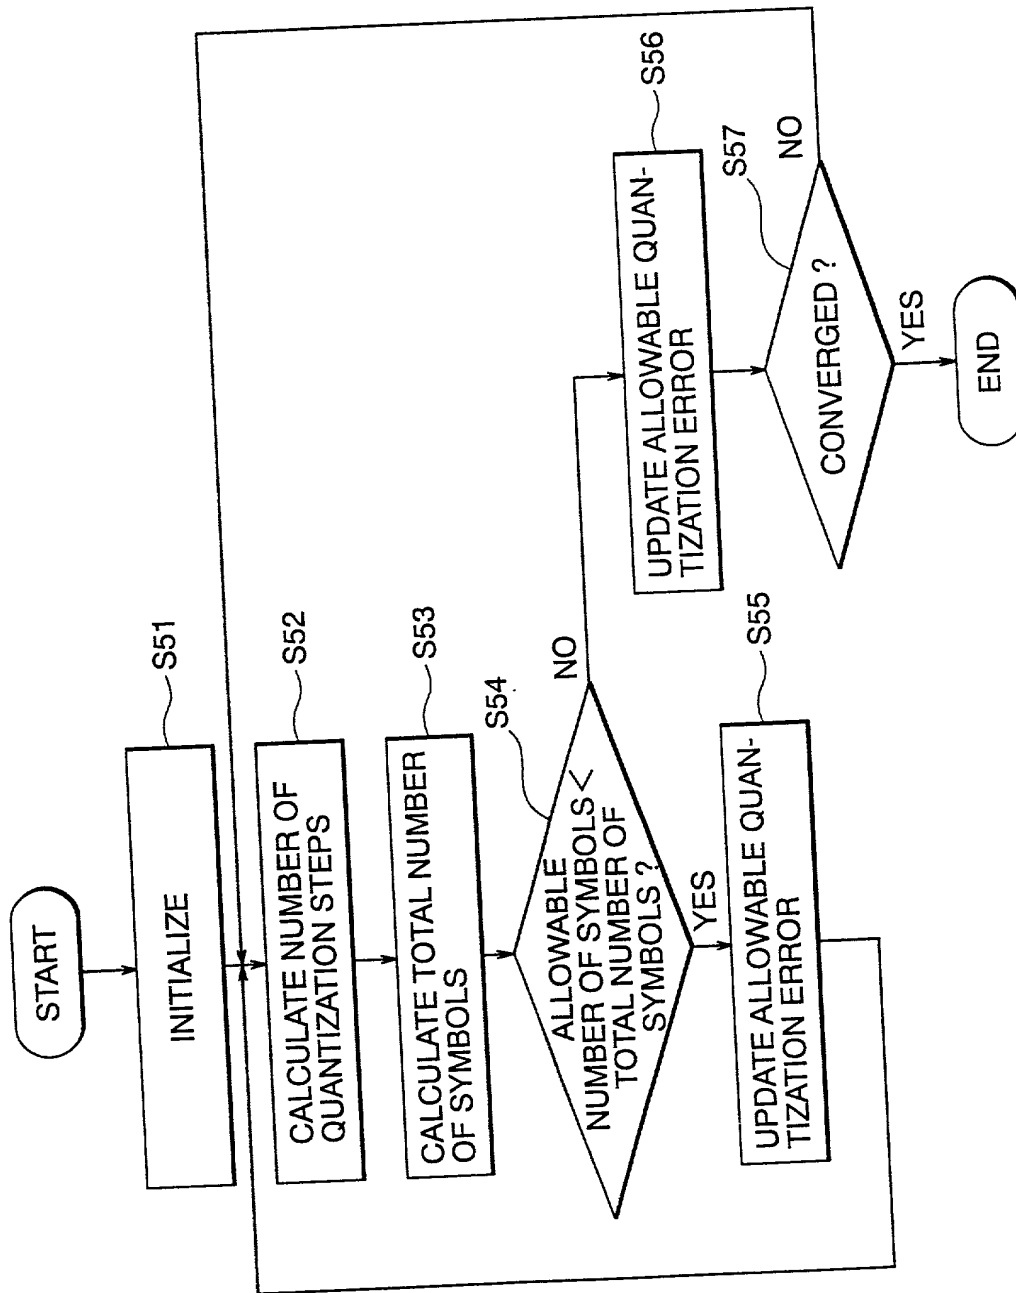 START
INITIALIZE
S51
CALCULATE NUMBER OF
QUANTIZATION STEPS
S52
CALCULATE TOTAL NUMBER
OF SYMBOLS
S53
ALLOWABLE
NUMBER OF SYMBOLS <
TOTAL NUMBER OF
SYMBOLS ?
S54
NO
YES
UPDATE ALLOWABLE QUAN-
TIZATION ERROR
S55
UPDATE ALLOWABLE QUAN-
TIZATION ERROR
S56
CONVERGED ?
S57
NO
YES
END